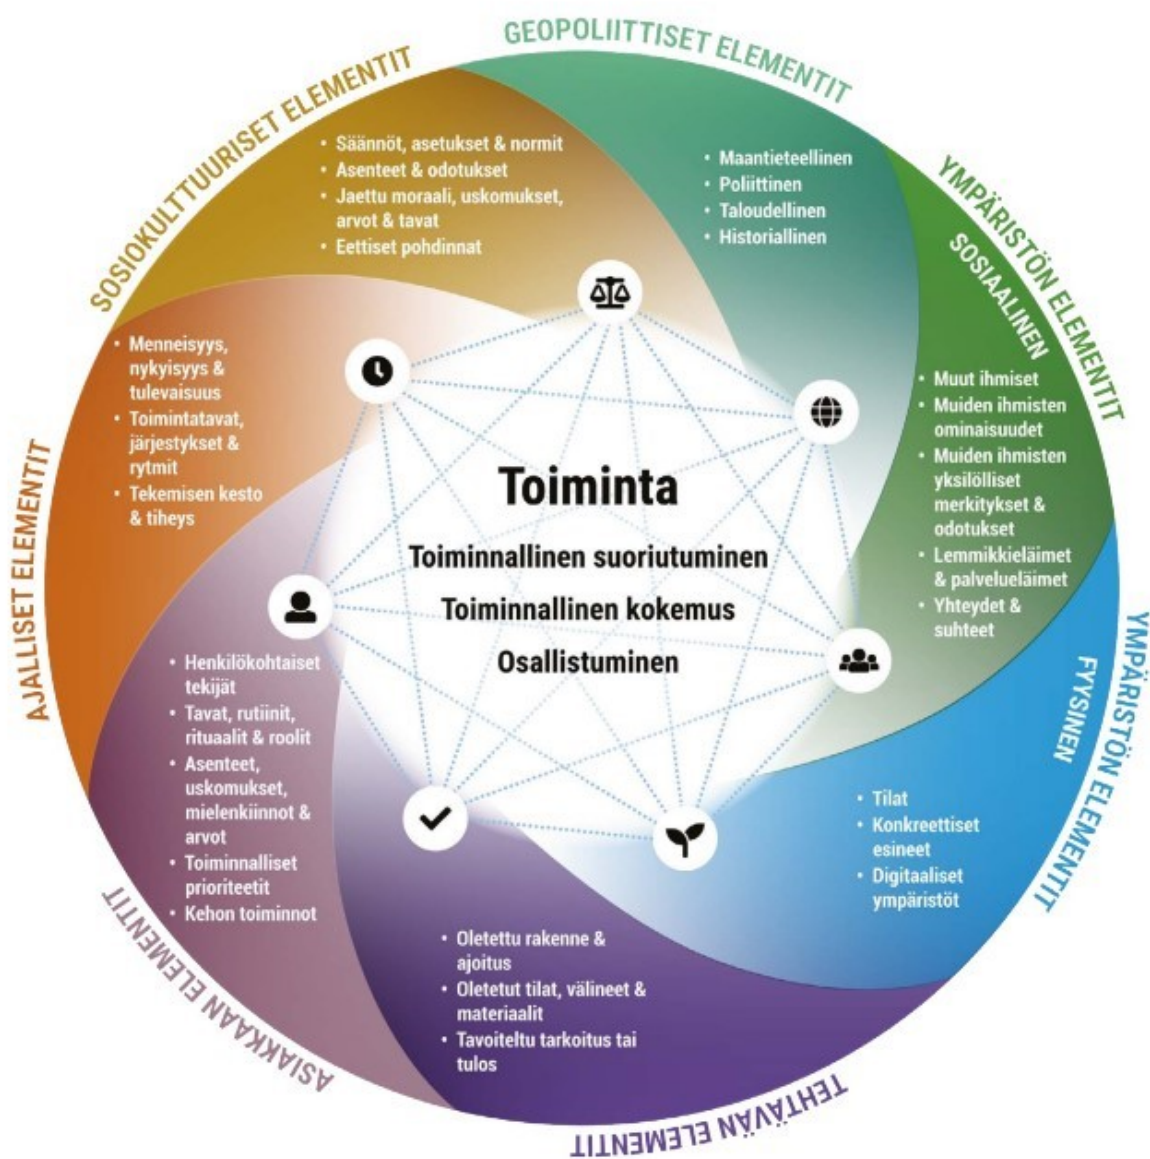 GEOPOLIITTISET ELEMENTIT
• Maantieteellinen
• Poliittinen
• Taloudellinen
• Historiallinen
YMPÄRISTÖN ELEMENTIT
SOSIAALINEN
• Muut ihmiset
• Muiden ihmisten
ominaisuudet
• Muiden ihmisten
yksilölliset
merkitykset &
odotukset
• Lemmikkieläimet
& palvelueläimet
• Yhteydet &
suhteet
YMPÄRISTÖN ELEMENTIT
FYYSINEN
• Tilat
• Konkreettiset
esineet
• Digitaaliset
ympäristöt
TEHTÄVÄN ELEMENTIT
• Oletettu rakenne &
ajoitus
• Oletetut tilat, välineet &
materiaalit
• Tavoiteltu tarkoitus tai
tulos
ASIAKKAAN ELEMENTIT
• Henkilökohtaiset
tekijät
• Tavat, rutiinit,
rituaalit & roolit
• Asenteet,
uskomukset,
mielenkiinnot &
arvot
• Toiminnalliset
prioriteetit
• Kehon toiminnot
AJALLISET ELEMENTIT
• Menneisyys,
nykyisyys &
tulevaisuus
• Toimintatavat,
järjestykset &
rytmit
• Tekemisen kesto
& tiheys
SOSIOKULTTUURISET ELEMENTIT
• Säännöt, asetukset & normit
• Asenteet & odotukset
• Jaettu moraali, uskomukset,
arvot & tavat
• Eettiset pohdinnat
Toiminta
Toiminnallinen suoriutuminen
Toiminnallinen kokemus
Osallistuminen